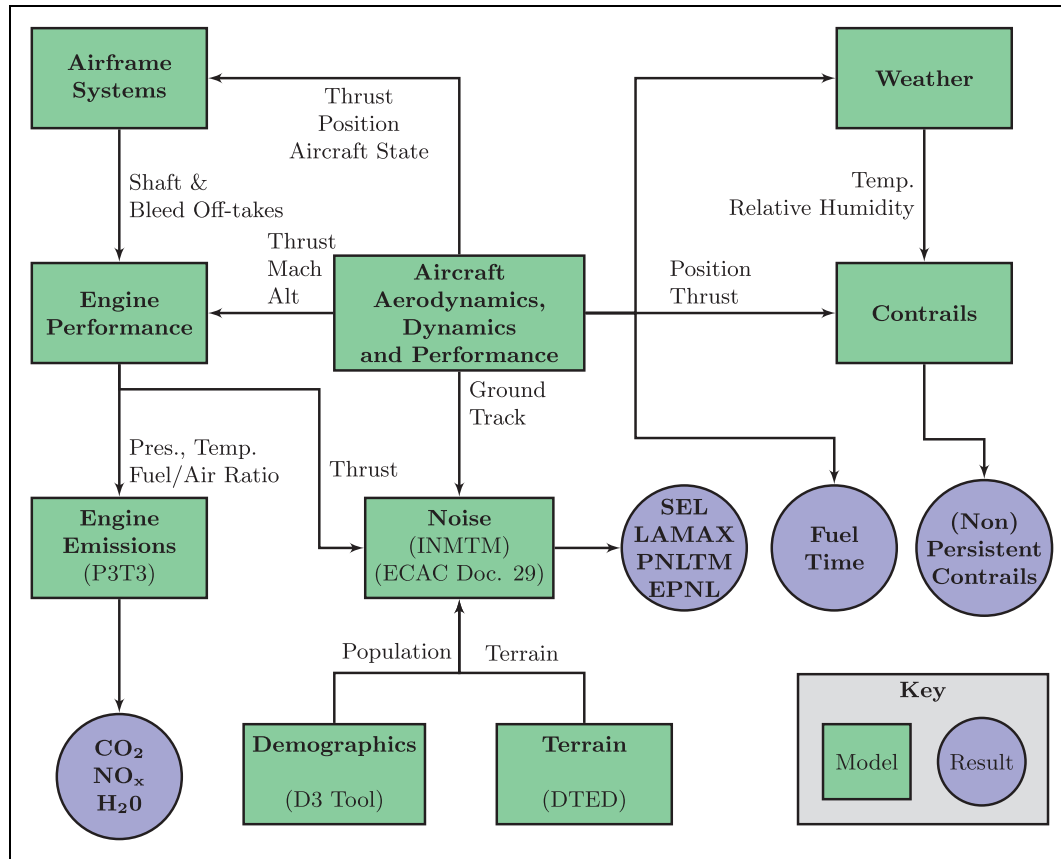 Airframe
Systems
Weather
Thrust
Position
Aircraft State
Shaft &
Bleed Off-takes
Temp.
Relative Humidity
Thrust
Mach
Alt
Engine
Performance
Aircraft
Aerodynamics,
Dynamics
and Performance
Position
Thrust
Contrails
Ground
Track
Pres., Temp.
Fuel/Air Ratio
Thrust
Engine
Emissions
(P3T3)
Noise
(INMTM)
(ECAC Doc. 29)
SEL
LAMAX
PNLTM
EPNL
Fuel
Time
(Non)
Persistent
Contrails
Population
Terrain
CO₂
NOₓ
H₂0
Demographics
(D3 Tool)
Terrain
(DTED)
Key
Model
Result